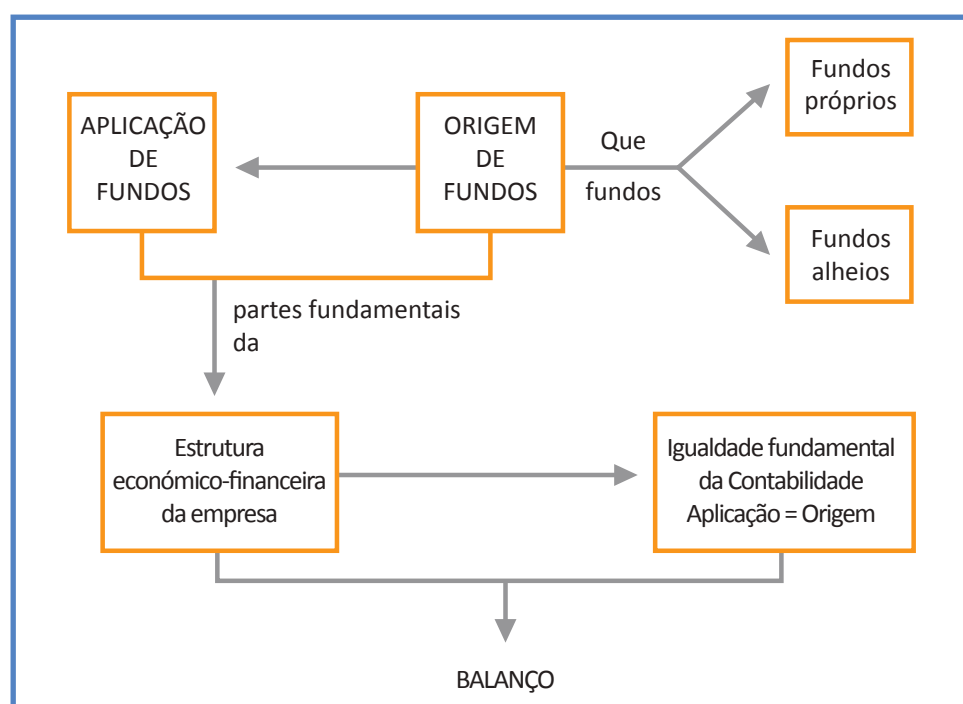 APLICAÇÃO
DE
FUNDOS
ORIGEM
DE
FUNDOS
Que
fundos
Fundos
próprios
Fundos
alheios
partes fundamentais
da
Estrutura
económico-financeira
da empresa
Igualdade fundamental
da Contabilidade
Aplicação = Origem
BALANÇO